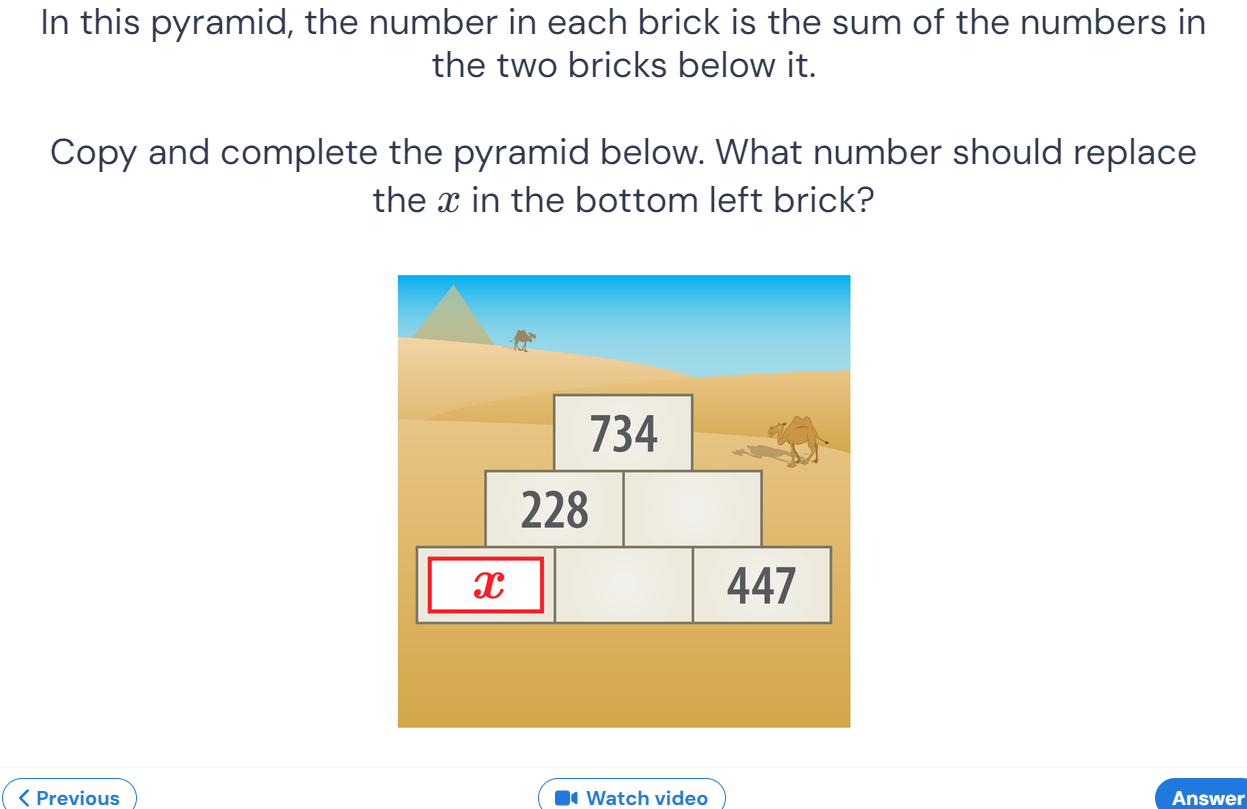 In this pyramid, the number in each brick is the sum of the numbers in
the two bricks below it.
Copy and complete the pyramid below. What number should replace
the x in the bottom left brick?
734
228
x 447
Previous Watch video Answer